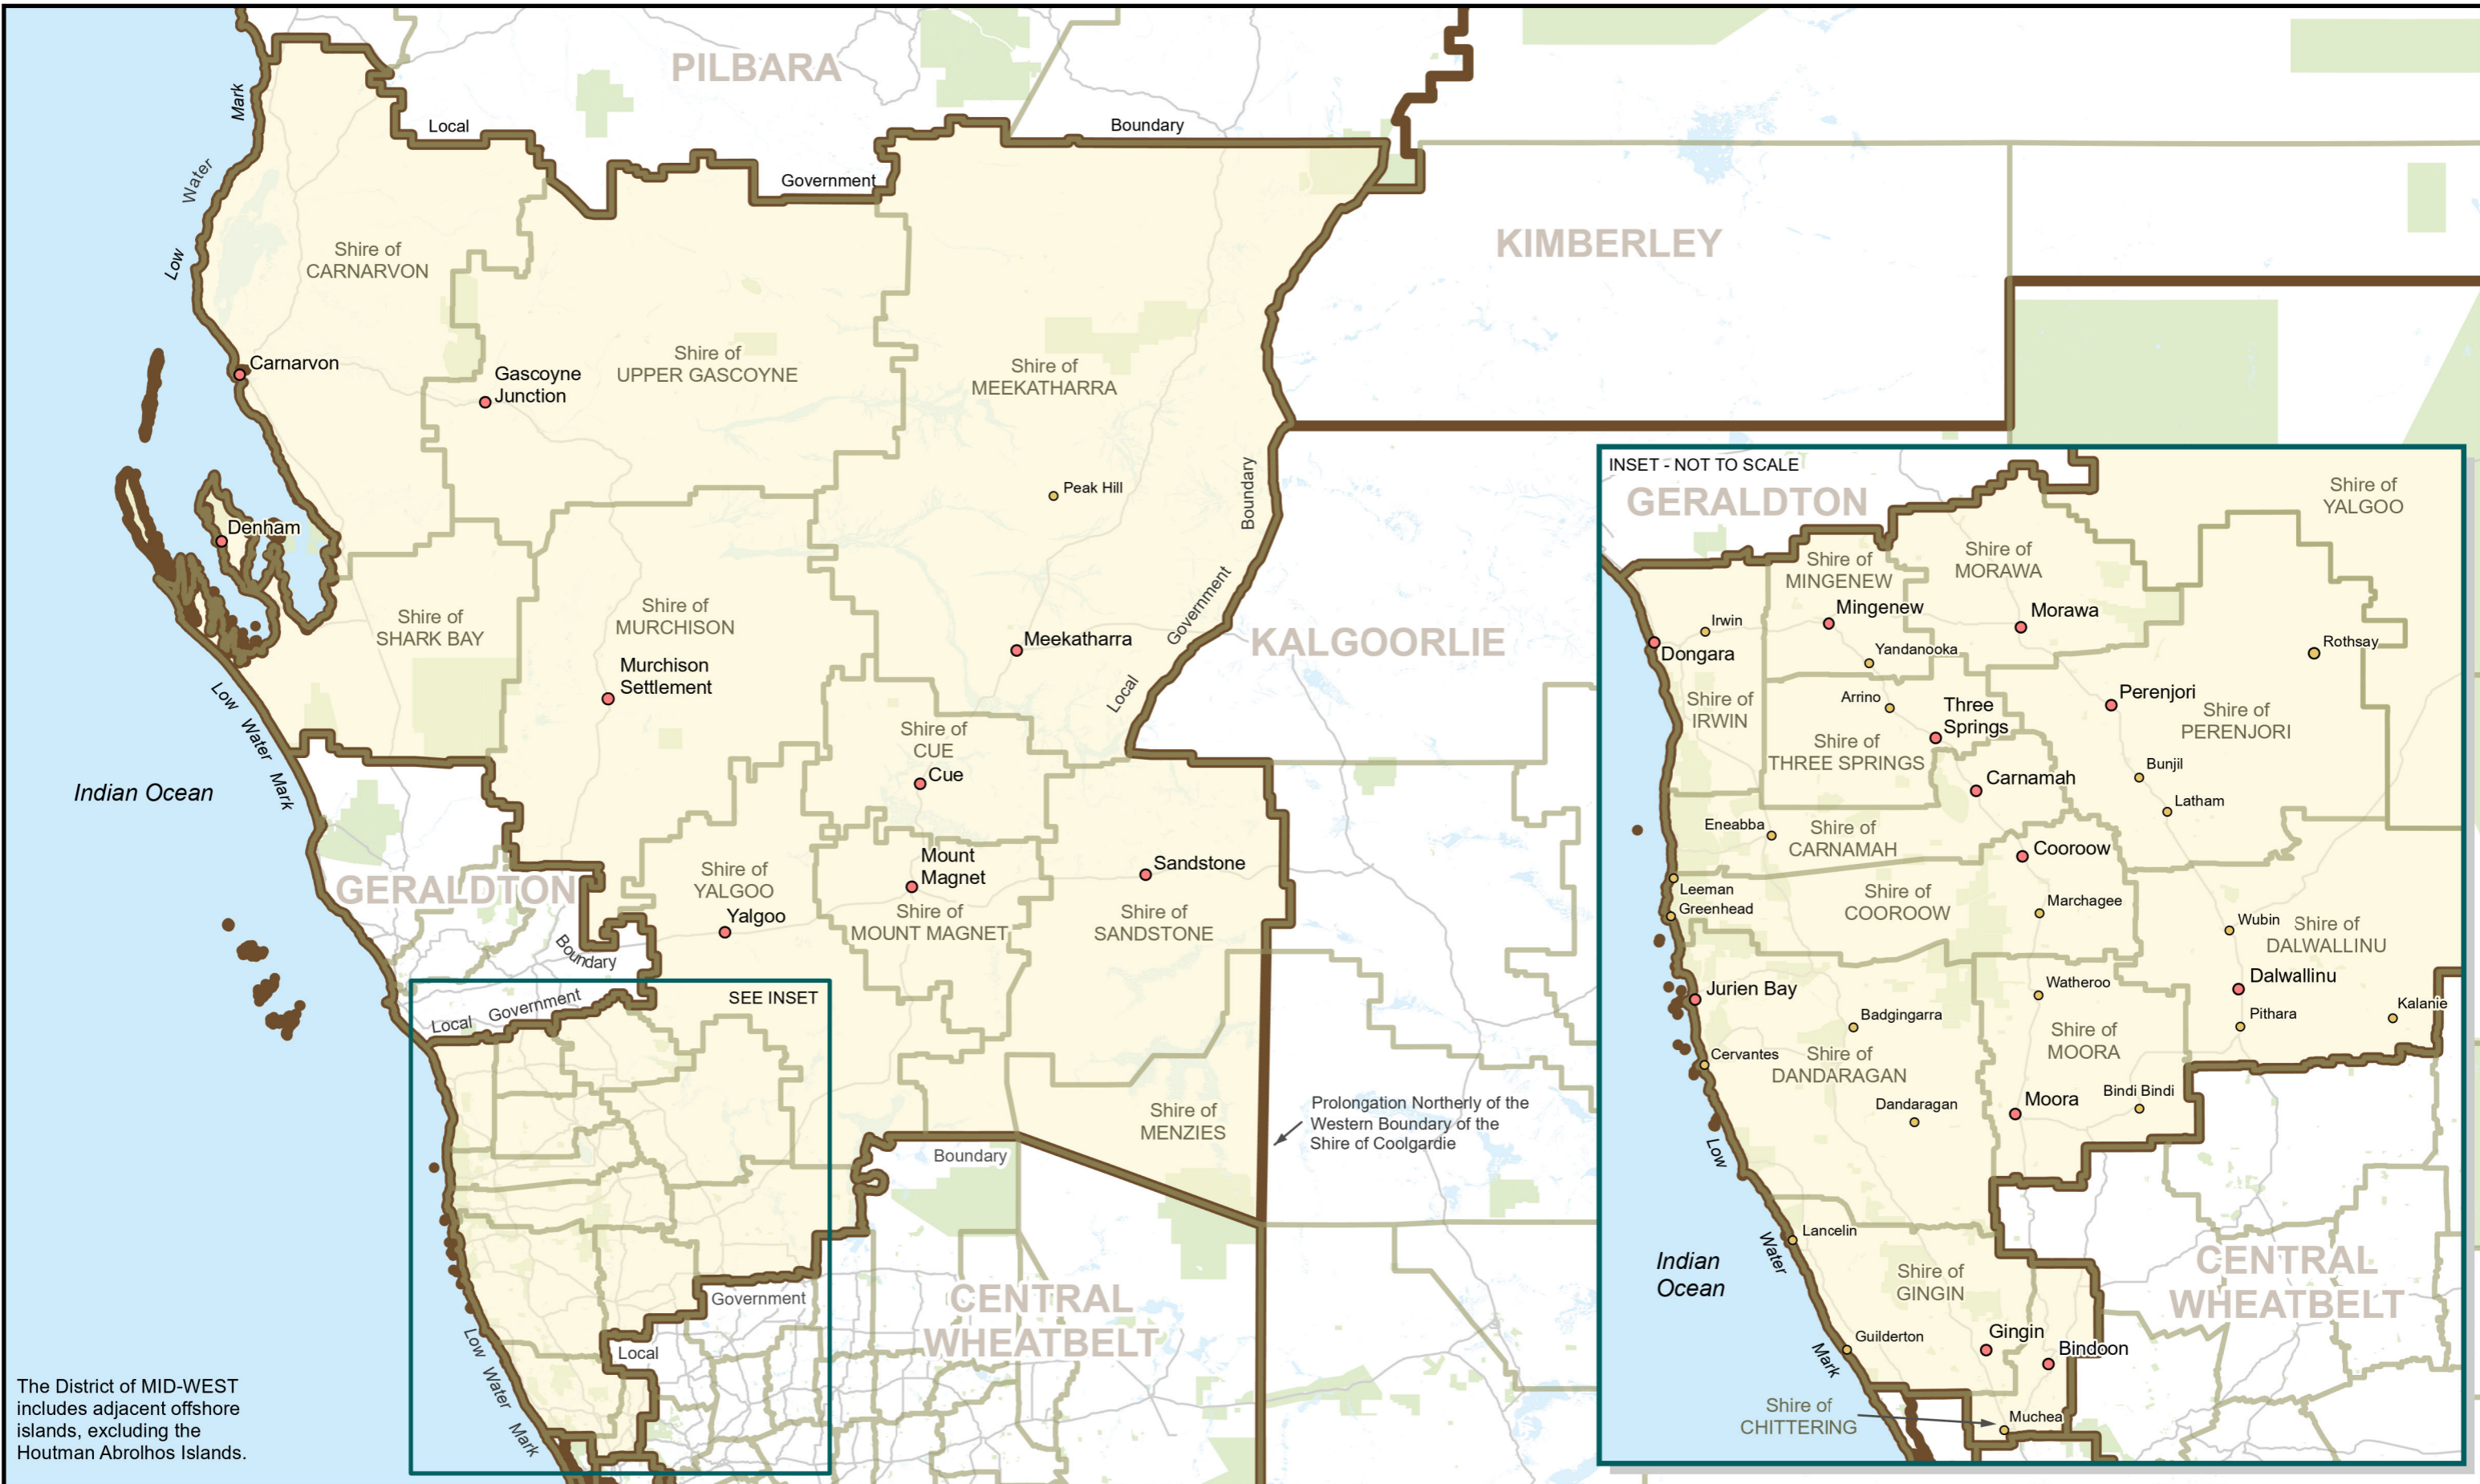 PILBARA
Mark
Local
Boundary
Water
Government
Low
Shire of
CARNARVON
KIMBERLEY
Carnarvon
Gascoyne
Junction
Shire of
UPPER GASCOYNE
Shire of
MEEKATHARRA
Peak Hill
Boundary
Denham
Government
Shire of
SHARK BAY
Shire of
MURCHISON
Murchison
Settlement
Meekatharra
KALGOORLIE
Local
Low Water Mark
Indian Ocean
Shire of
CUE
Cue
GERALDTON
Shire of
YALGOO
Yalgoo
Mount
Magnet
Shire of
MOUNT MAGNET
Sandstone
Shire of
SANDSTONE
Boundary
SEE INSET
Local Government
Shire of
MENZIES
Prolongation Northerly of the
Western Boundary of the
Shire of Coolgardie
Boundary
CENTRAL
WHEATBELT
Government
Local
Low Water Mark
The District of MID-WEST
includes adjacent offshore
islands, excluding the
Houtman Abrolhos Islands.
INSET - NOT TO SCALE
GERALDTON
Shire of
YALGOO
Shire of
MINGENEW
Shire of
MORAWA
Mingenew
Morawa
Irwin
Dongara
Yandanooka
Rothsay
Shire of
IRWIN
Arrino
Three
Springs
Perenjori
Shire of
PERENJORI
Shire of
THREE SPRINGS
Carnamah
Bunjil
Latham
Eneabba
Shire of
CARNAMAH
Cooroow
Leeman
Greenhead
Shire of
COOROOW
Marchagee
Wubin
Shire of
DALWALLINU
Jurien Bay
Watheroo
Dalwallinu
Badgingarra
Pithara
Kalanie
Cervantes
Shire of
DANDARAGAN
Shire of
MOORA
Dandaragan
Moora
Bindi Bindi
Low
Water
Mark
Lancelin
Indian
Ocean
Shire of
GINGIN
CENTRAL
WHEATBELT
Guilderton
Gingin
Bindoon
Shire of
CHITTERING
Muchea